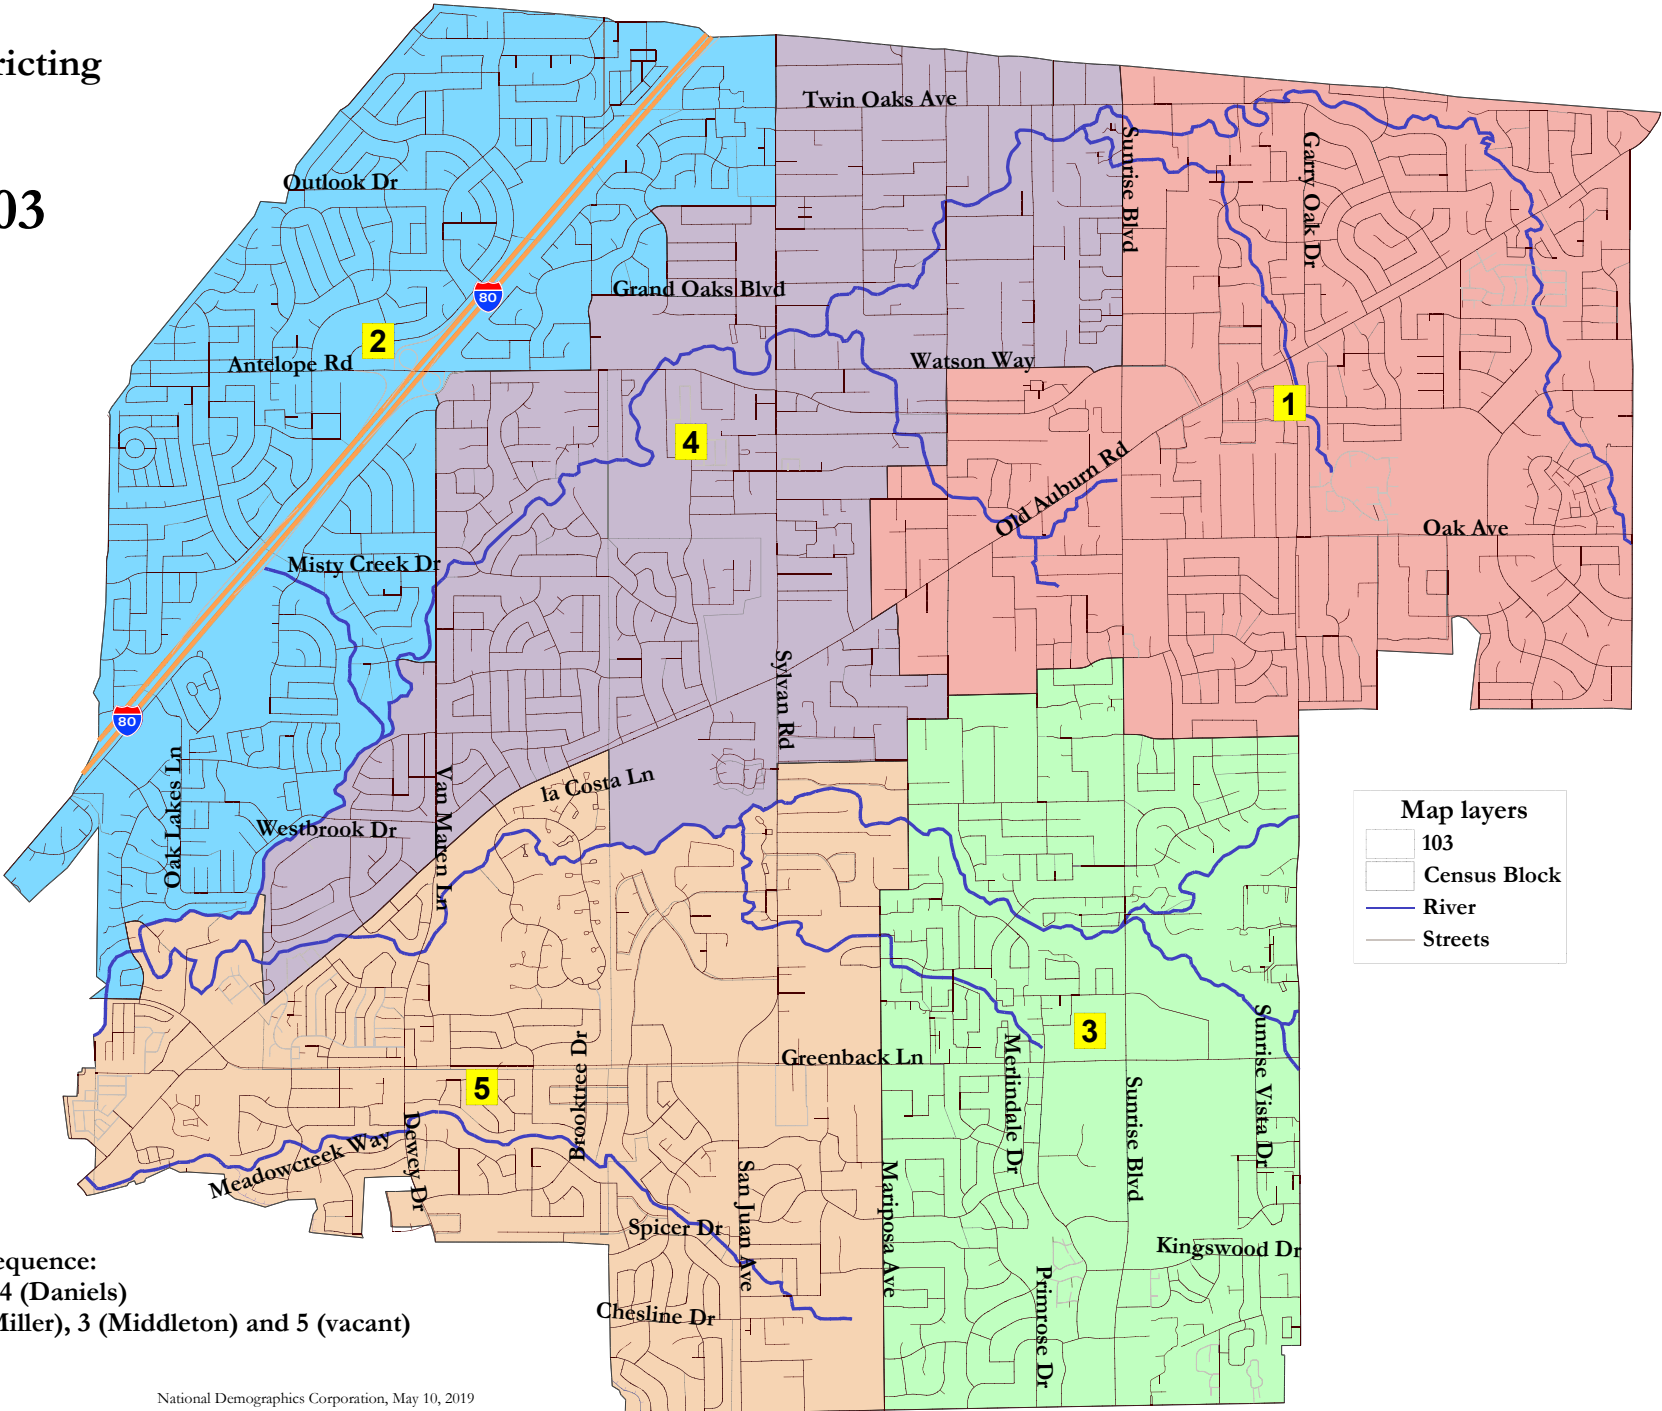 ricting
03
Twin Oaks Ave
Sunrise Blvd
Garry Oak Dr
Outlook Dr
80
Grand Oaks Blvd
2
Antelope Rd
Watson Way
1
4
Old Auburn Rd
Oak Ave
Misty Creek Dr
80
Sylvan Rd
Oak Lakes Ln
Van Maren Ln
la Costa Ln
Westbrook Dr
Map layers
103
Census Block
River
Streets
3
Sunrise Vista Dr
Greenback Ln
Merlindale Dr
5
Brooktree Dr
Sunrise Blvd
Dewey Dr
Meadowcreek Way
San Juan Ave
Mariposa Ave
Spicer Dr
Kingswood Dr
Primrose Dr
Chesline Dr
equence:
4 (Daniels)
Miller), 3 (Middleton) and 5 (vacant)
National Demographics Corporation, May 10, 2019